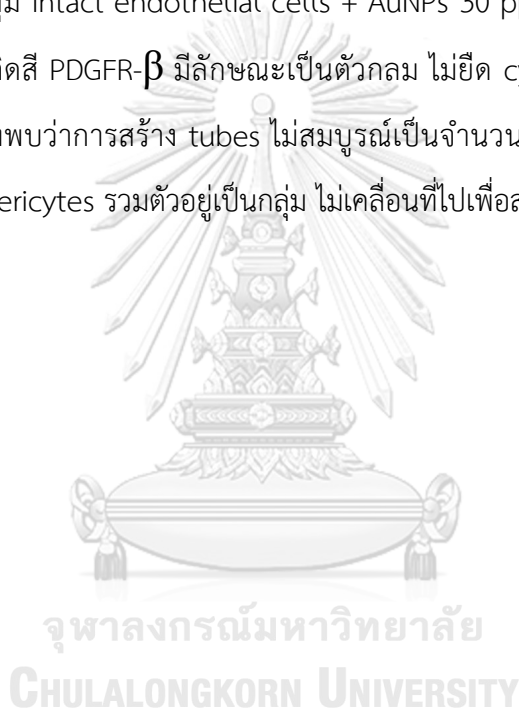 ม intact endothelial cells + AuNPs 30 p
ดสี PDGFR-β มีลักษณะเป็นตัวกลม ไม่ยืด c
พบว่าการสร้าง tubes ไม่สมบูรณ์เป็นจำนวน
ericytes รวมตัวอยู่เป็นกลุ่ม ไม่เคลื่อนที่ไปเพื่อส
จุฬาลงกรณ์มหาวิทยาลัย
CHULALONGKORN UNIVERSITY